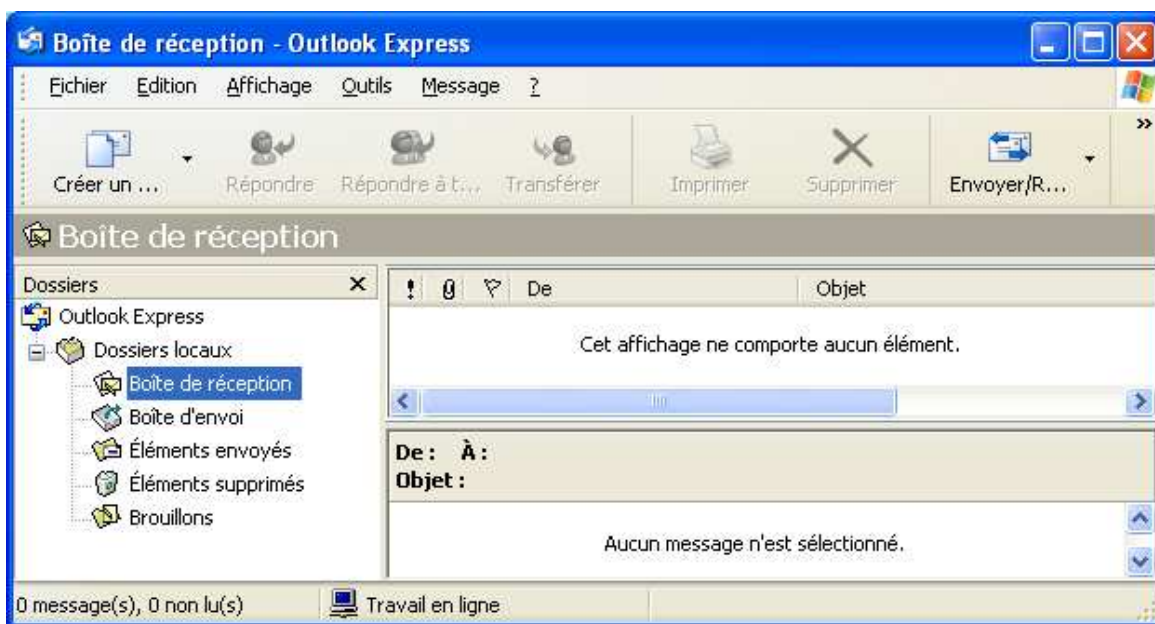 Boîte de réception - Outlook Express
Fichier Edition Affichage Outils Message ?
Créer un ... Répondre Répondre à t... Transférer Imprimer Supprimer Envoyer/R... »
Boîte de réception
Dossiers
! De Objet
Outlook Express
Cet affichage ne comporte aucun élément.
Dossiers locaux
Boîte de réception
Boîte d'envoi
Éléments envoyés
Éléments supprimés
Brouillons
De : À :
Objet :
Aucun message n'est sélectionné.
0 message(s), 0 non lu(s) Travail en ligne